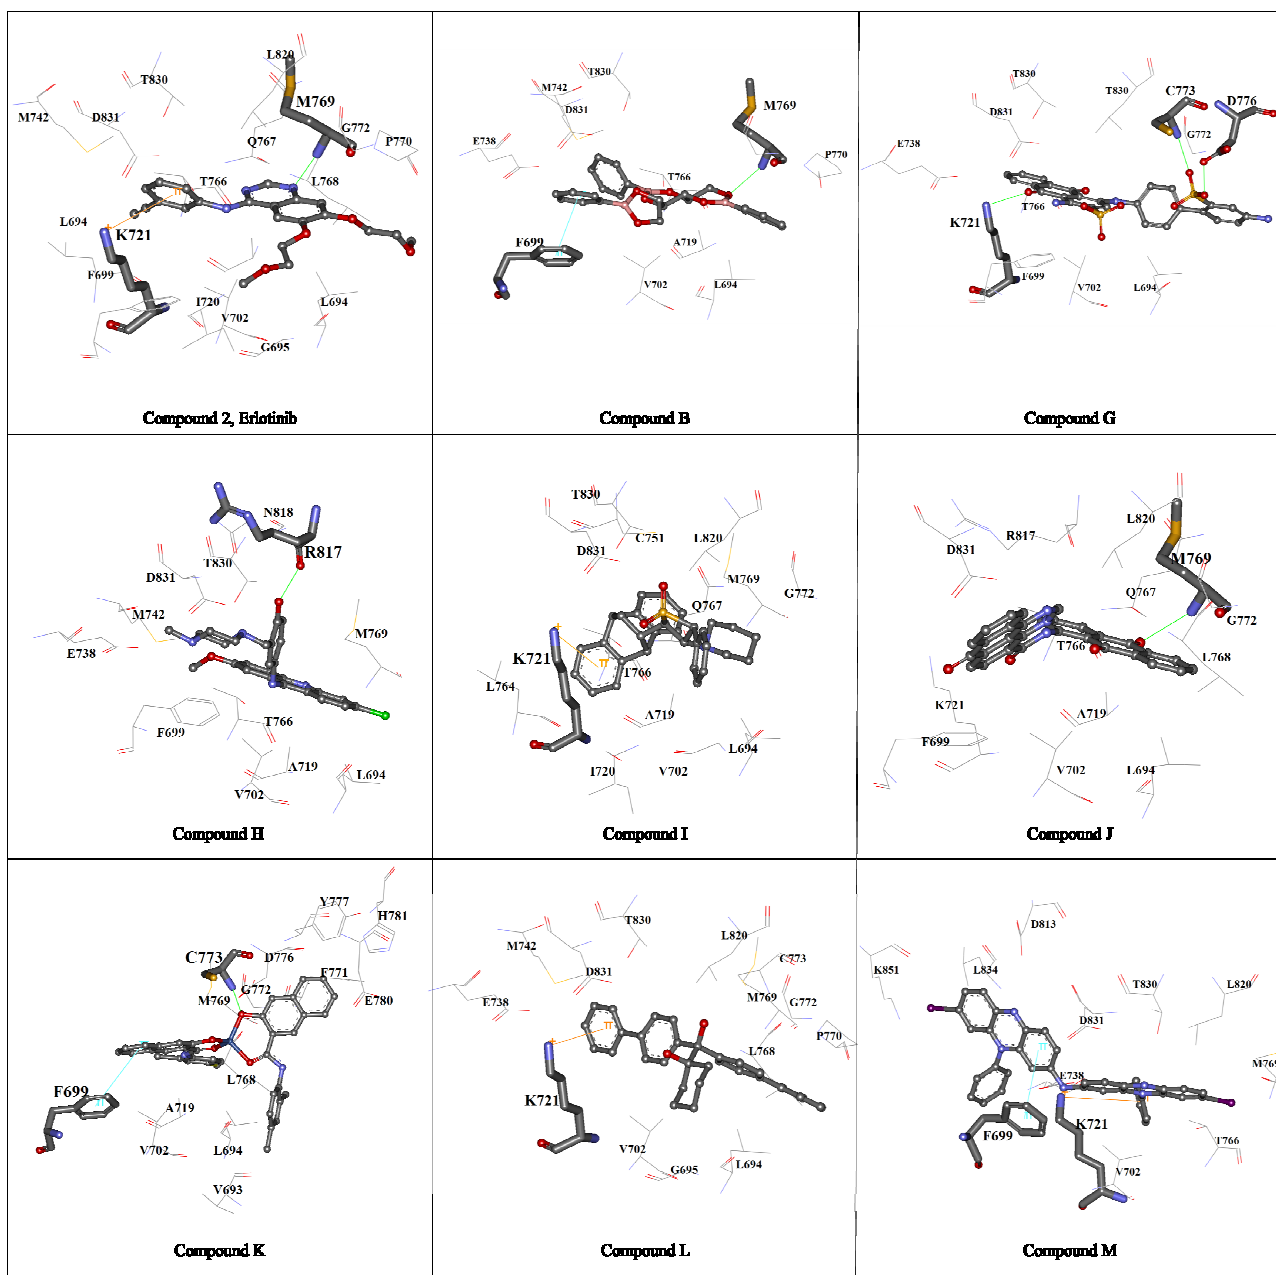 L820
T830
M769
M742
D831
G772
Q767
P770
T766
L768
L694
K721
F699
I720
L694
V702
G695
Compound 2, Erlotinib
T830
M742
D831
M769
E738
P770
T766
F699
A719
V702
L694
Compound B
T830
T830
C773
D776
D831
G772
E738
T766
K721
F699
V702
L694
Compound G
N818
R817
T830
D831
M742
M769
E738
F699
T766
A719
L694
V702
Compound H
T830
C751
D831
L820
M769
G772
Q767
K721
+
π
T766
L764
A719
L694
I720
V702
Compound I
L820
R817
D831
M769
Q767
G772
T766
L768
K721
A719
F699
V702
L694
Compound J
Y777
H781
C773
D776
F771
G772
M769
E780
L768
F699
π
A719
V702
L694
V693
Compound K
T830
M742
L820
D831
C773
M769
E738
G772
π
P770
+
L768
K721
V702
G695
L694
Compound L
D813
K851
L834
T830
L820
D831
π
E738
M769
F699
K721
T766
V702
Compound M